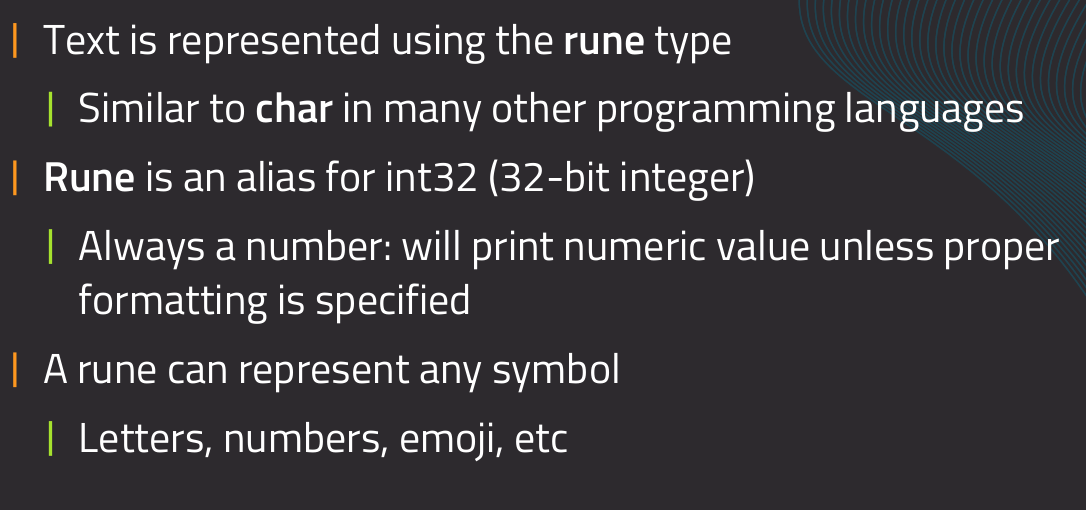 Text is represented using the rune type
Similar to char in many other programming languages
Rune is an alias for int32 (32-bit integer)
Always a number: will print numeric value unless proper
formatting is specified
A rune can represent any symbol
Letters, numbers, emoji, etc